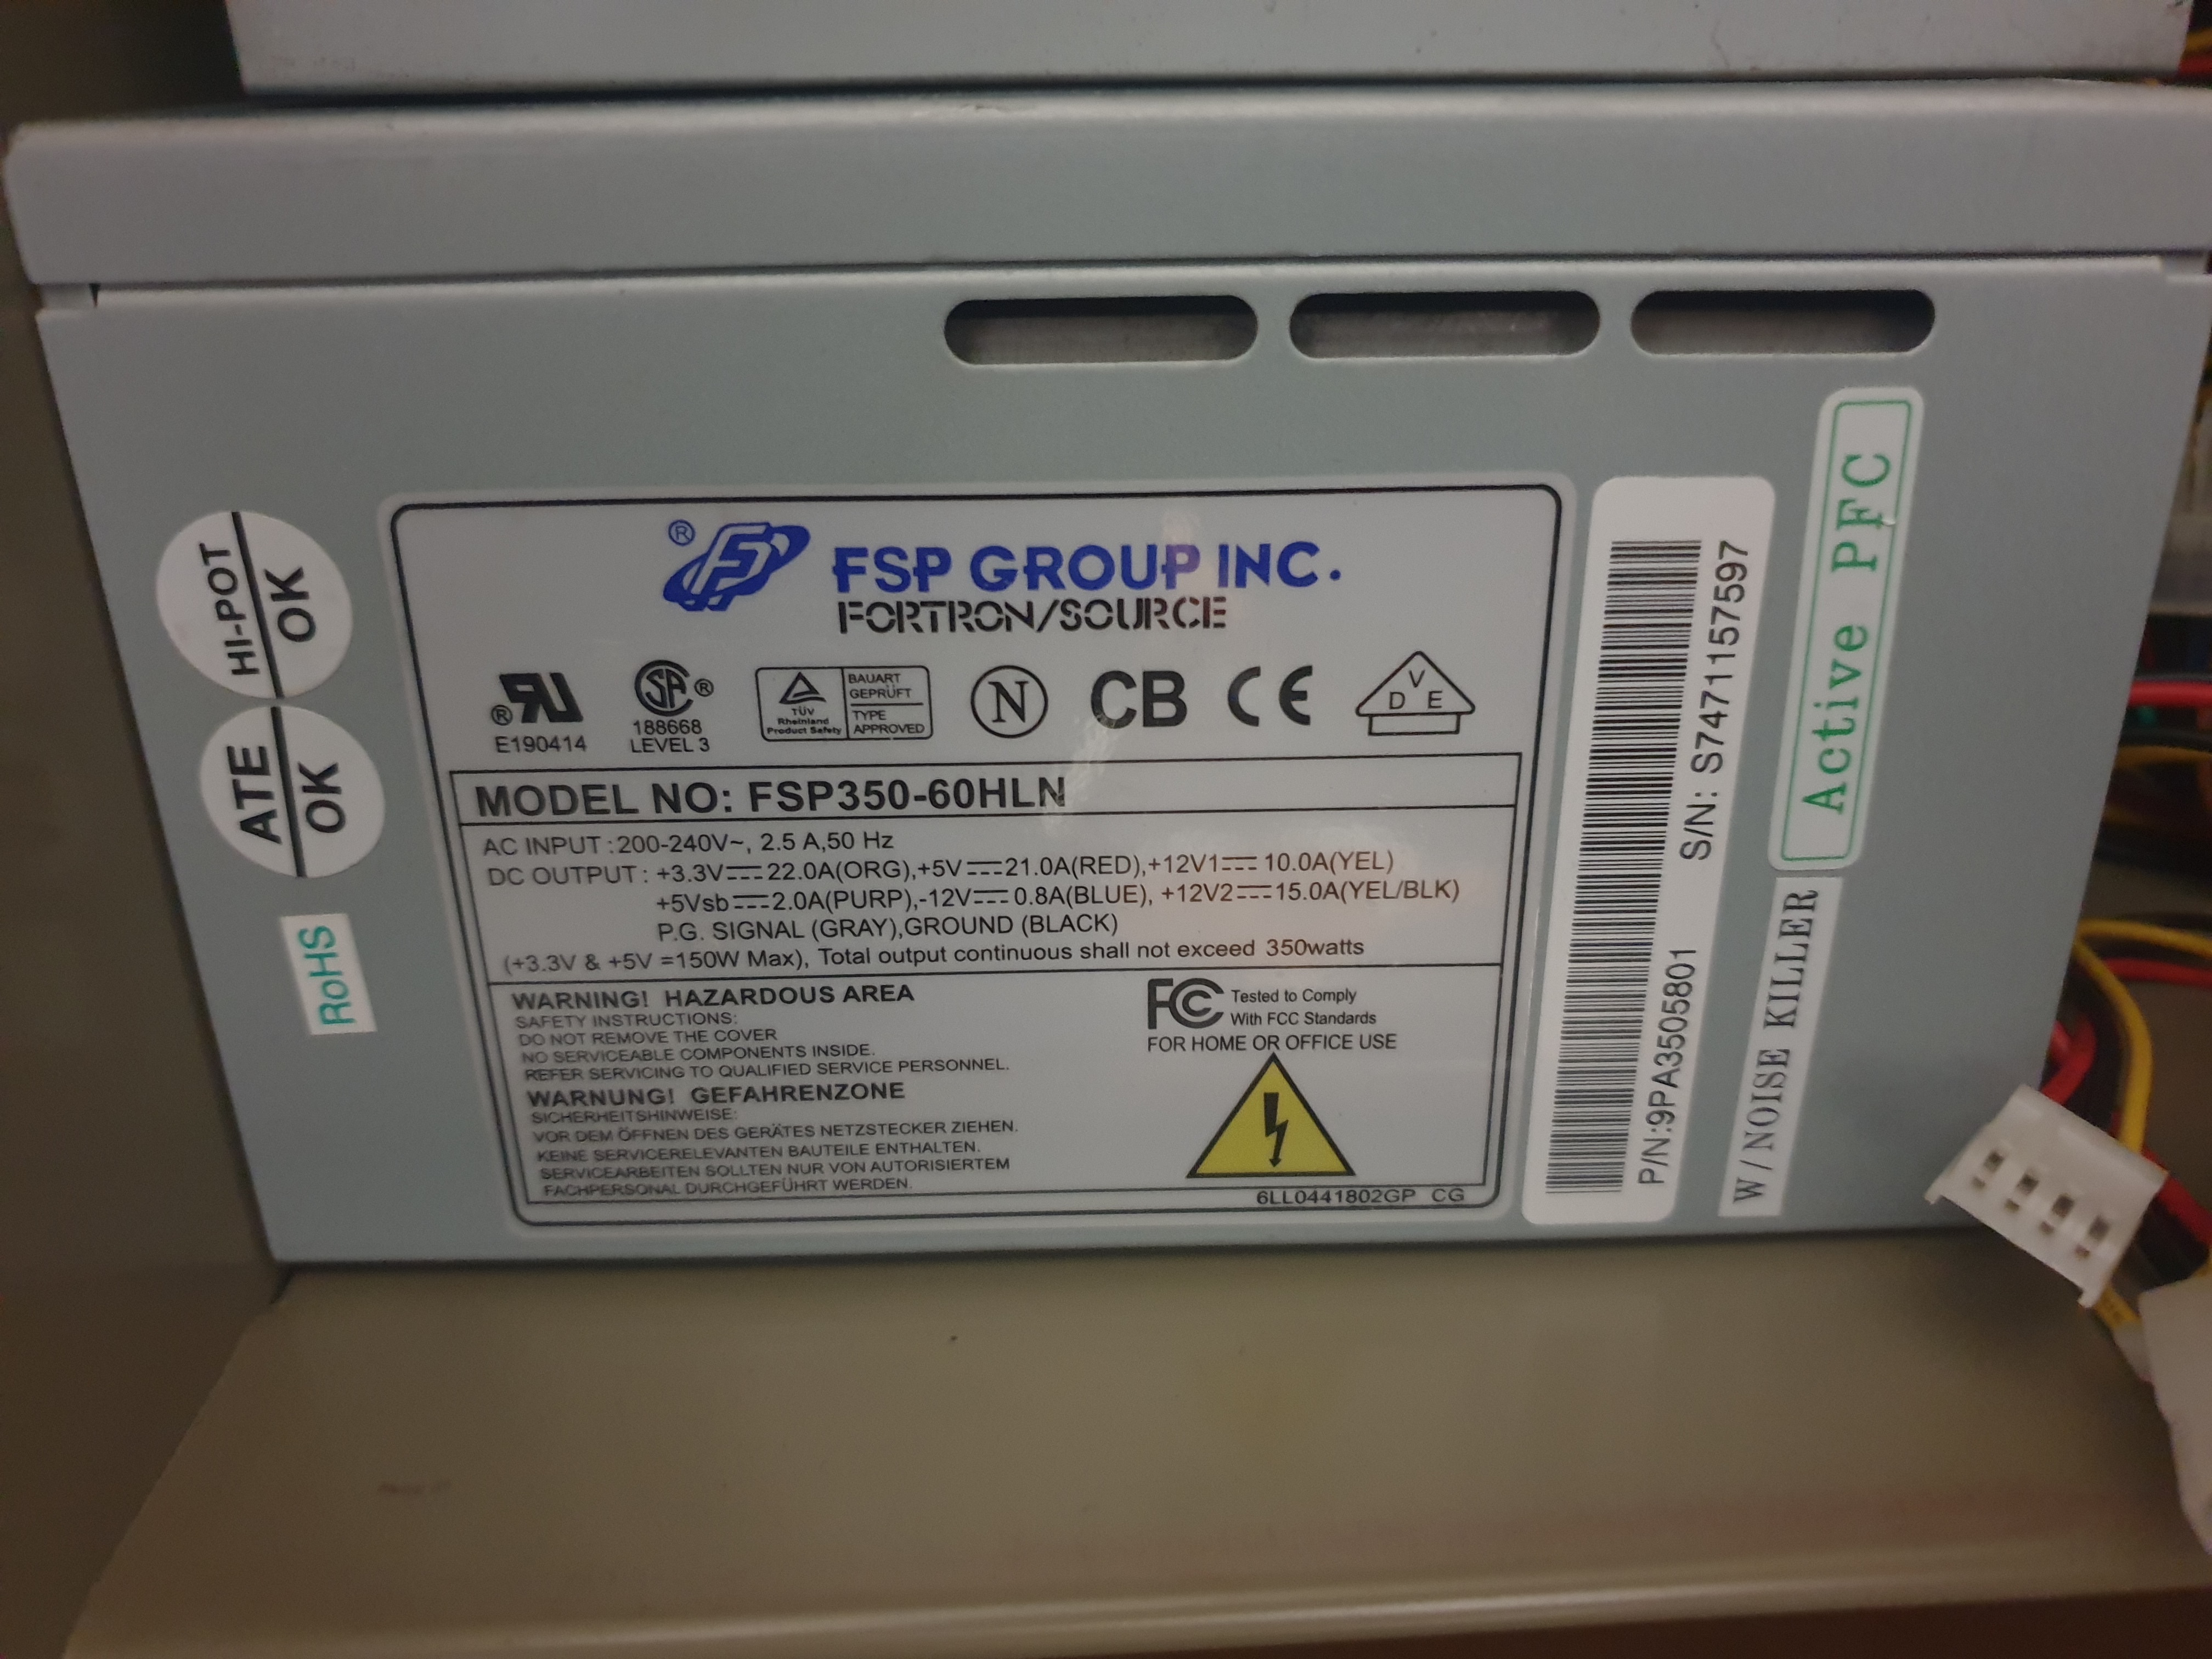 HI-POT
OK
ATE
OK
RoHS
® FSP GROUP INC.
FORTRON/SOURCE
® E190414
SA ®
188668
LEVEL 3
TÜV
Rheinland
Product Safety
BAUART
GEPRÜFT
TYPE
APPROVED
N
CB
CE
D V E
MODEL NO: FSP350-60HLN
AC INPUT : 200-240V~, 2.5 A,50 Hz
DC OUTPUT : +3.3V⎓22.0A(ORG),+5V⎓21.0A(RED),+12V1⎓10.0A(YEL)
+5Vsb⎓2.0A(PURP),-12V⎓0.8A(BLUE), +12V2⎓15.0A(YEL/BLK)
P.G. SIGNAL (GRAY),GROUND (BLACK)
(+3.3V & +5V =150W Max), Total output continuous shall not exceed 350watts
WARNING! HAZARDOUS AREA
SAFETY INSTRUCTIONS:
DO NOT REMOVE THE COVER
NO SERVICEABLE COMPONENTS INSIDE.
REFER SERVICING TO QUALIFIED SERVICE PERSONNEL.
WARNUNG! GEFAHRENZONE
SICHERHEITSHINWEISE:
VOR DEM ÖFFNEN DES GERÄTES NETZSTECKER ZIEHEN.
KEINE SERVICERELEVANTEN BAUTEILE ENTHALTEN.
SERVICEARBEITEN SOLLTEN NUR VON AUTORISIERTEM
FACHPERSONAL DURCHGEFÜHRT WERDEN.
FC Tested to Comply
With FCC Standards
FOR HOME OR OFFICE USE
6LL0441802GP CG
P/N:9PA3505801
S/N: S7471157597
Active PFC
W/NOISE KILLER